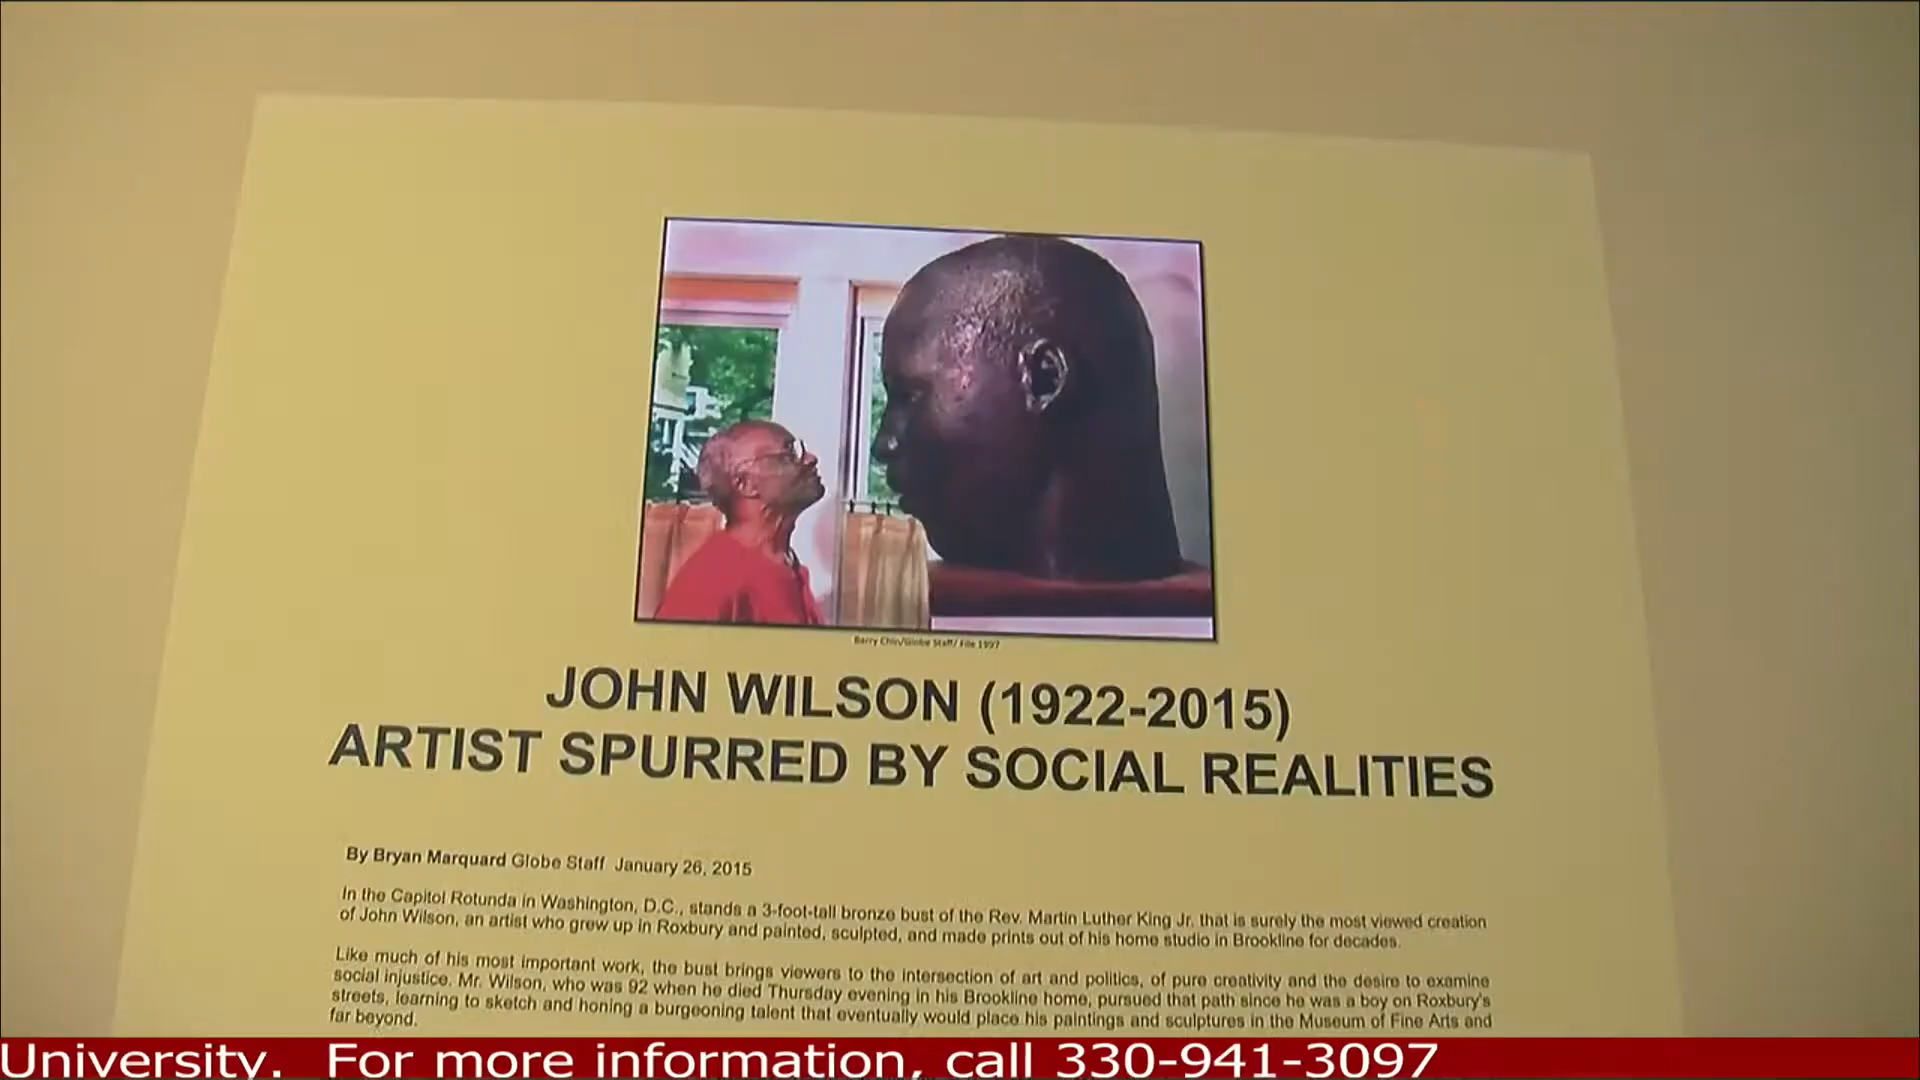 Barry Chin/Globe Staff/ File 1997
JOHN WILSON (1922-2015)
ARTIST SPURRED BY SOCIAL REALITIES
By Bryan Marquard Globe Staff January 26, 2015
In the Capitol Rotunda in Washington, D.C., stands a 3-foot-tall bronze bust of the Rev. Martin Luther King Jr. that is surely the most viewed creation
of John Wilson, an artist who grew up in Roxbury and painted, sculpted, and made prints out of his home studio in Brookline for decades.
Like much of his most important work, the bust brings viewers to the intersection of art and politics, of pure creativity and the desire to examine
social injustice. Mr. Wilson, who was 92 when he died Thursday evening in his Brookline home, pursued that path since he was a boy on Roxbury's
streets, learning to sketch and honing a burgeoning talent that eventually would place his paintings and sculptures in the Museum of Fine Arts and
far beyond.
University. For more information, call 330-941-3097